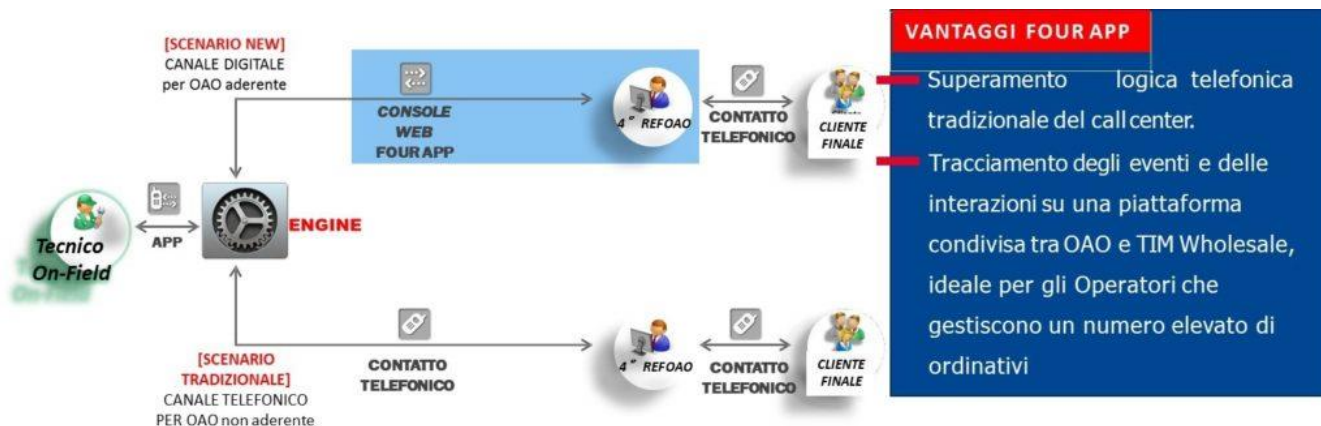 [SCENARIO NEW]
CANALE DIGITALE
per OAO aderente
CONSOLE
WEB
FOUR APP
4° REFOAO
CONTATTO
TELEFONICO
CLIENTE
FINALE
Tecnico
On-Field
APP
ENGINE
[SCENARIO
TRADIZIONALE]
CANALE TELEFONICO
PER OAO non aderente
CONTATTO
TELEFONICO
4° REFOAO
CONTATTO
TELEFONICO
CLIENTE
FINALE
VANTAGGI FOUR APP
Superamento logica telefonica
tradizionale del call center.
Tracciamento degli eventi e delle
interazioni su una piattaforma
condivisa tra OAO e TIM Wholesale,
ideale per gli Operatori che
gestiscono un numero elevato di
ordinativi